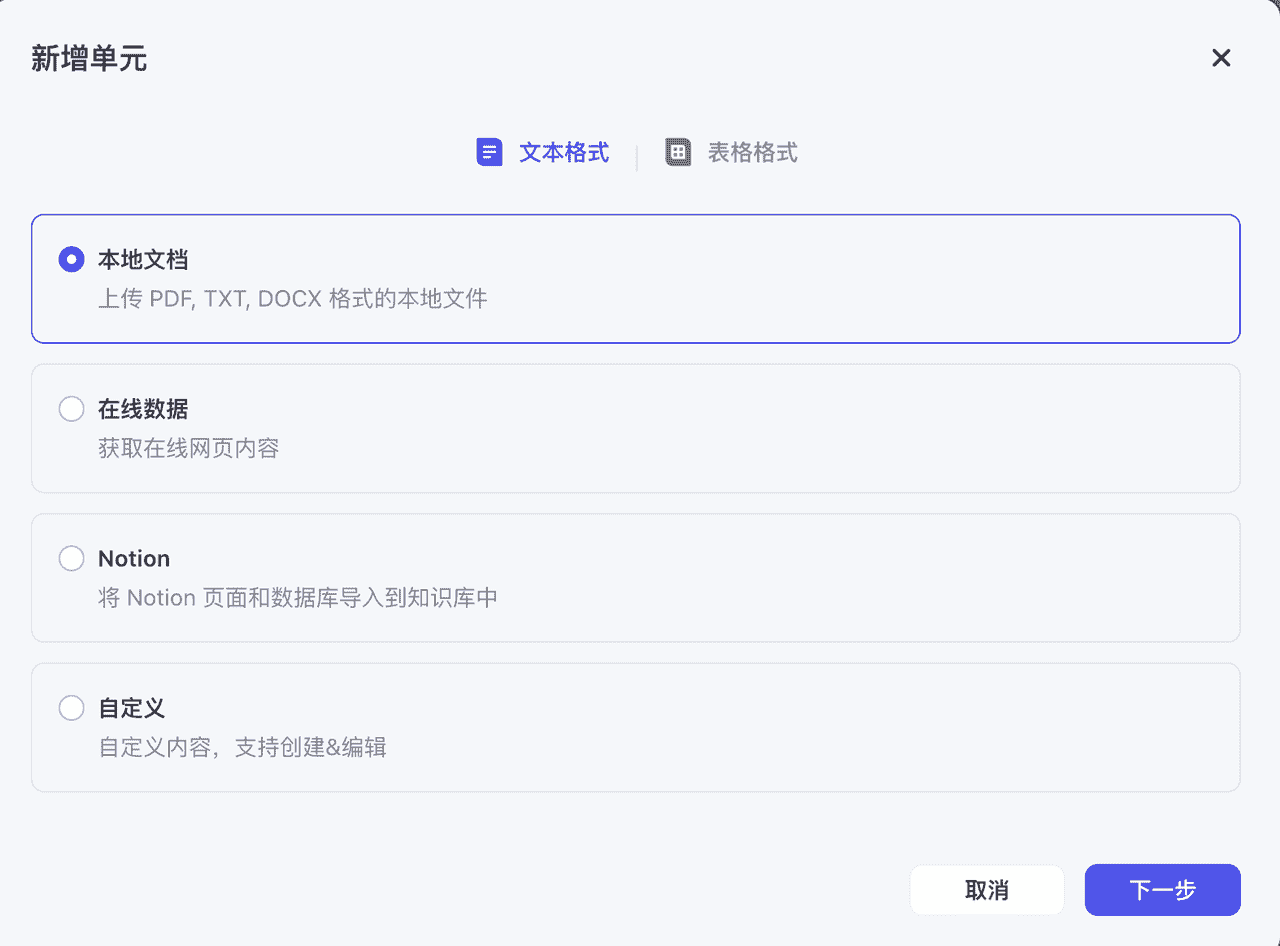 新增单元
文本格式
表格格式
本地文档
上传 PDF, TXT, DOCX 格式的本地文件
在线数据
获取在线网页内容
Notion
将 Notion 页面和数据库导入到知识库中
自定义
自定义内容，支持创建&编辑
取消
下一步